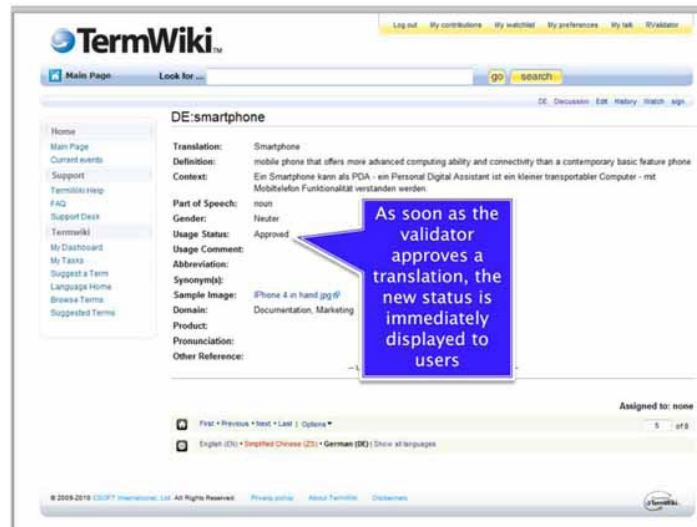 Log out My contributions My watchlist My preferences My talk RValidator
TermWiki™
Main Page Look for ... go search
DE Discussion Edit History Watch sign
DE:smartphone
Home
Main Page
Current events
Support
TermWiki Help
FAQ
Support Desk
Termwiki
My Dashboard
My Tasks
Suggest a Term
Language Home
Browse Terms
Suggested Terms
Translation: Smartphone
Definition: mobile phone that offers more advanced computing ability and connectivity than a contemporary basic feature phone
Context: Ein Smartphone kann als PDA - ein Personal Digital Assistant ist ein kleiner transportabler Computer - mit
Mobiltelefon Funktionalität verstanden werden.
Part of Speech: noun
Gender: Neuter
Usage Status: Approved
Usage Comment:
Abbreviation:
Synonym(s):
Sample Image: IPhone 4 in hand.jpg
Domain: Documentation, Marketing
Product:
Pronunciation:
Other Reference:
As soon as the
validator
approves a
translation, the
new status is
immediately
displayed to
users
Assigned to: none
First • Previous • Next • Last | Options
5 of 8
English (EN) • Simplified Chinese (ZS) • German (DE) | Show all languages
© 2009-2010 CSOFT International, Ltd. All Rights Reserved. Privacy policy About TermWiki Disclaimers
TermWiki